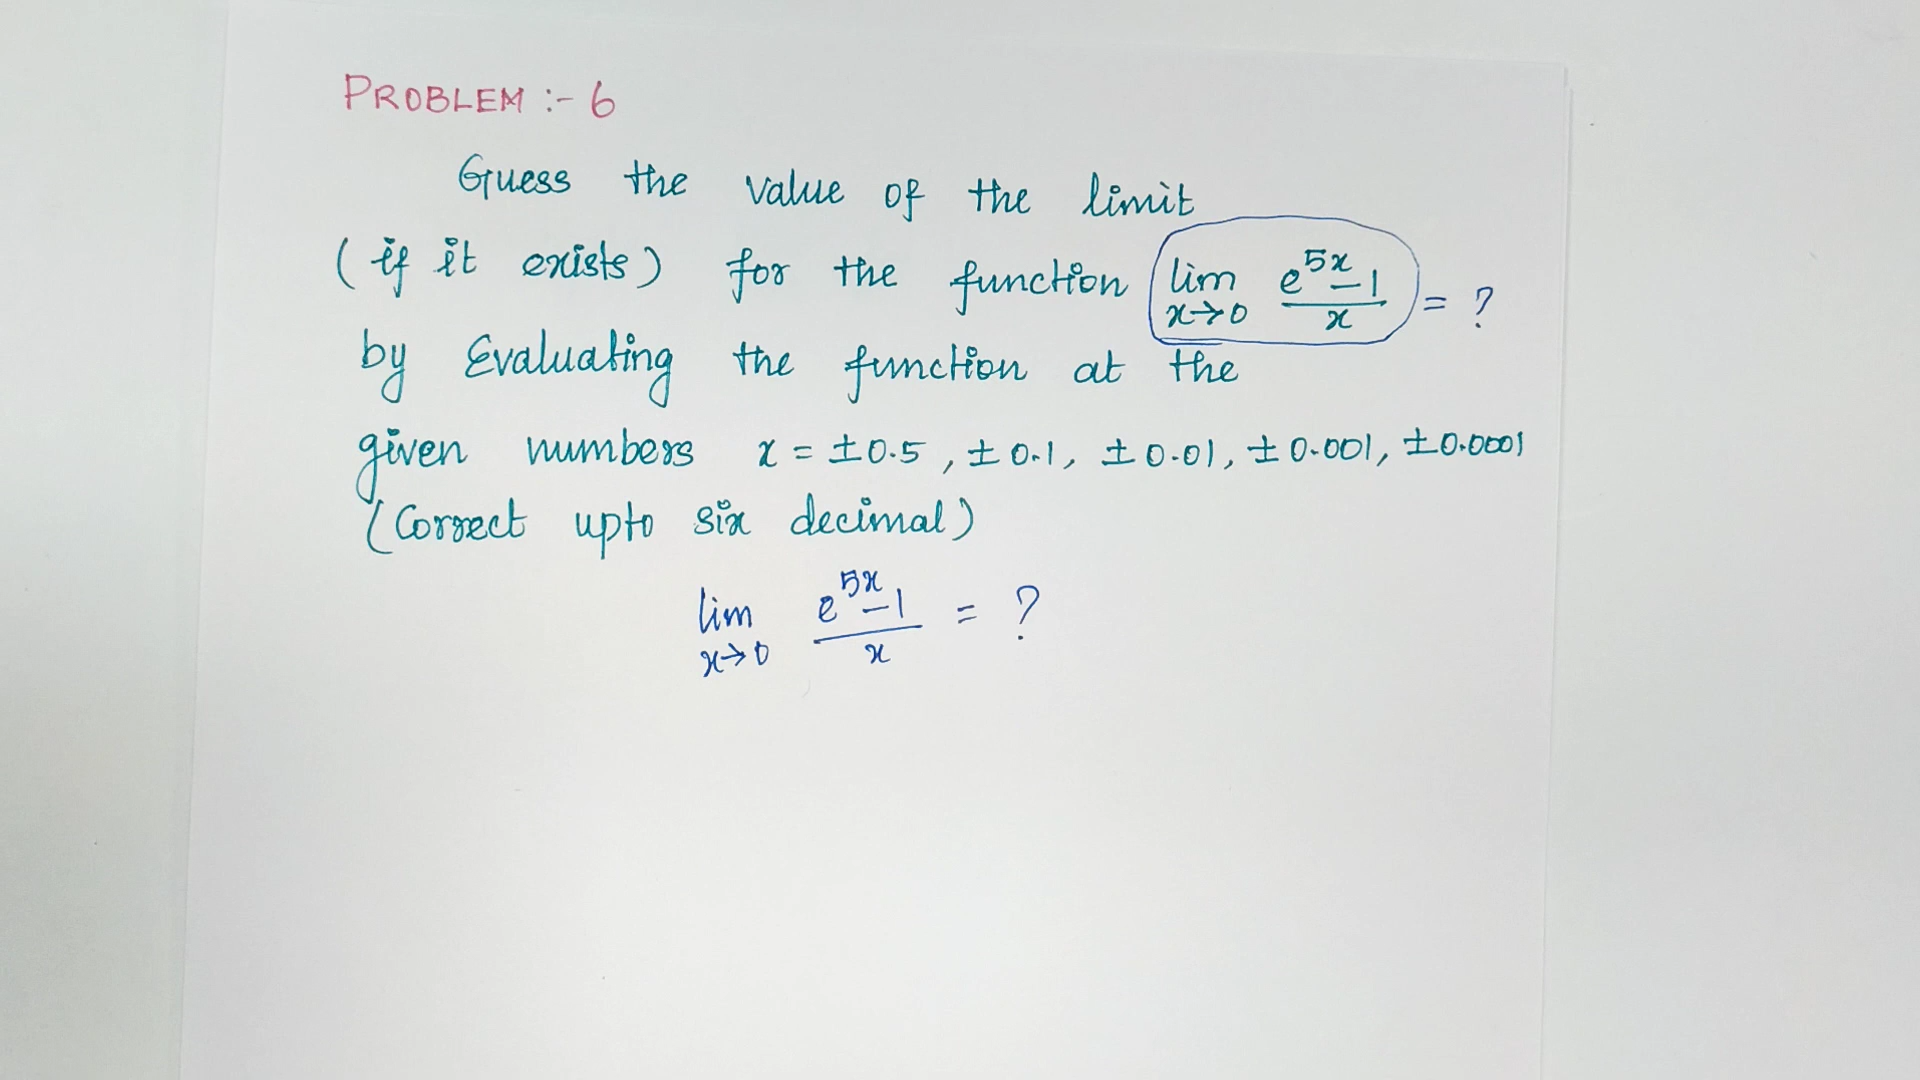 PROBLEM :- 6
Guess the value of the limit
(if it exists) for the function lim x→0 e^5x-1/x = ?
by Evaluating the function at the
given numbers x = ±0.5, ±0.1, ±0.01, ±0.001, ±0.0001
(Correct upto six decimal)
lim x→0 e^5x-1/x = ?